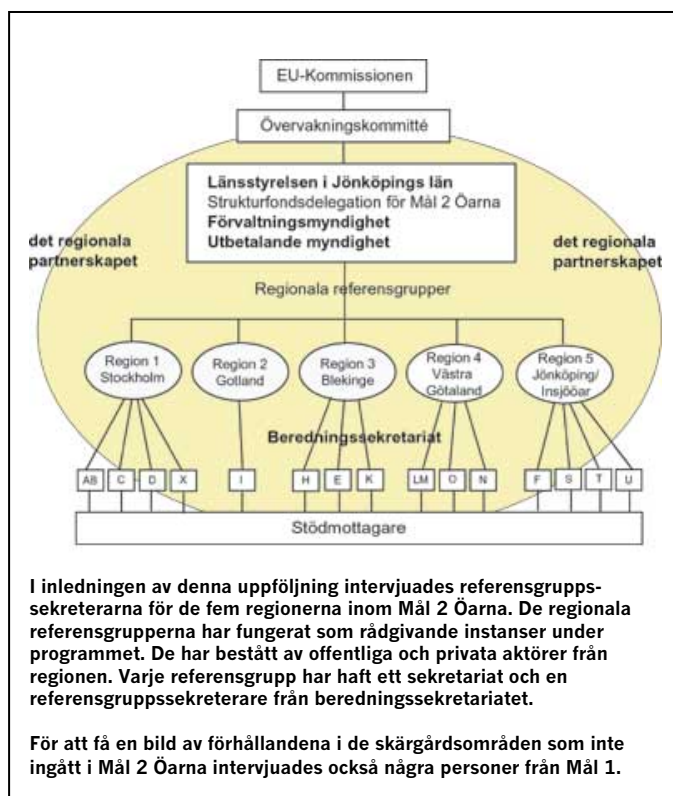 EU-Kommissionen
Övervakningskommitté
Länsstyrelsen i Jönköpings län
Strukturfondsdelegation för Mål 2 Öarna
Förvaltningsmyndighet
Utbetalande myndighet
det regionala
partnerskapet
det regionala
partnerskapet
Regionala referensgrupper
Region 1
Stockholm
Region 2
Gotland
Region 3
Blekinge
Region 4
Västra
Götaland
Region 5
Jönköping/
Insjööar
Beredningssekretariat
AB C D X I H E K LM O N F S T U
Stödmottagare
I inledningen av denna uppföljning intervjuades referensgrupps-
sekreterarna för de fem regionerna inom Mål 2 Öarna. De regionala
referensgrupperna har fungerat som rådgivande instanser under
programmet. De har bestått av offentliga och privata aktörer från
regionen. Varje referensgrupp har haft ett sekretariat och en
referensgruppssekreterare från beredningssekretariatet.
För att få en bild av förhållandena i de skärgårdsområden som inte
ingått i Mål 2 Öarna intervjuades också några personer från Mål 1.